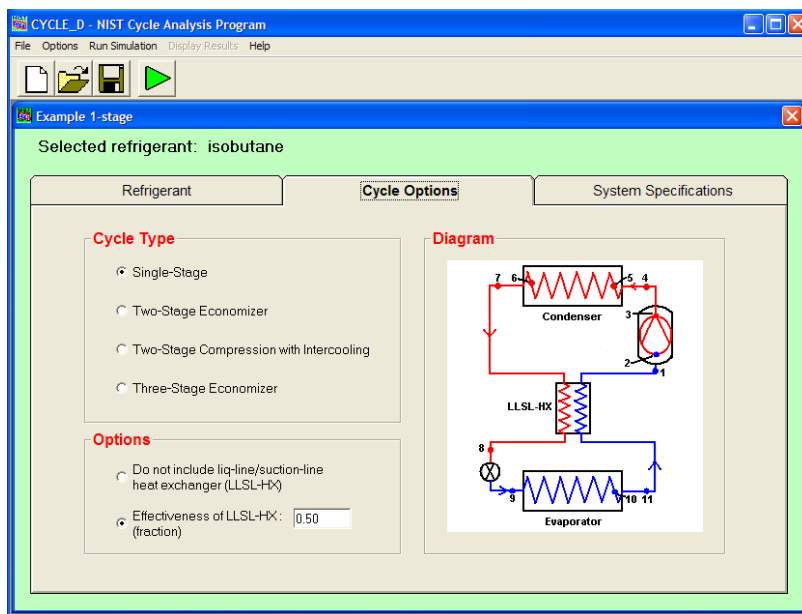 CYCLE_D - NIST Cycle Analysis Program
File Options Run Simulation Display Results Help
Example 1-stage
Selected refrigerant: isobutane
Refrigerant
Cycle Options
System Specifications
Cycle Type
Single-Stage
Two-Stage Economizer
Two-Stage Compression with Intercooling
Three-Stage Economizer
Options
Do not include liq-line/suction-line
heat exchanger (LLSL-HX)
Effectiveness of LLSL-HX : 0.50
(fraction)
Diagram
7 6 5 4
Condenser
3
2
1
LLSL-HX
8
9 10 11
Evaporator